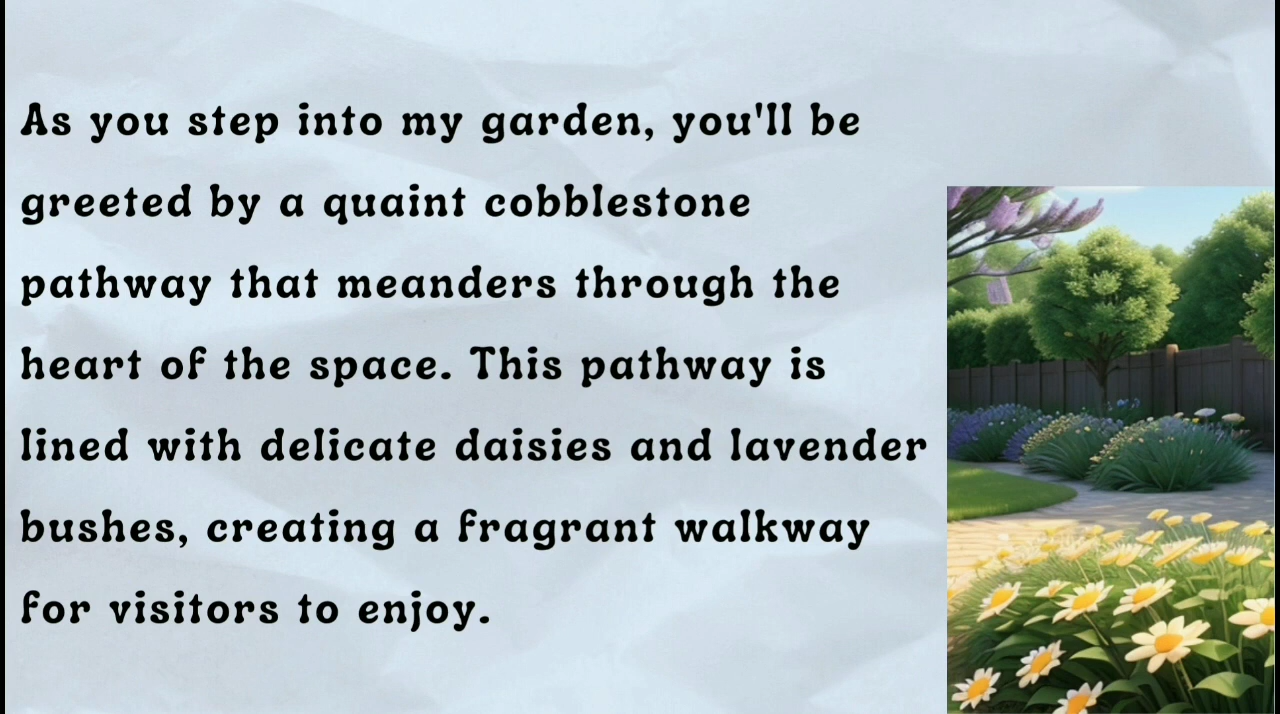 As you step into my garden, you'll be
greeted by a quaint cobblestone
pathway that meanders through the
heart of the space. This pathway is
lined with delicate daisies and lavender
bushes, creating a fragrant walkway
for visitors to enjoy.